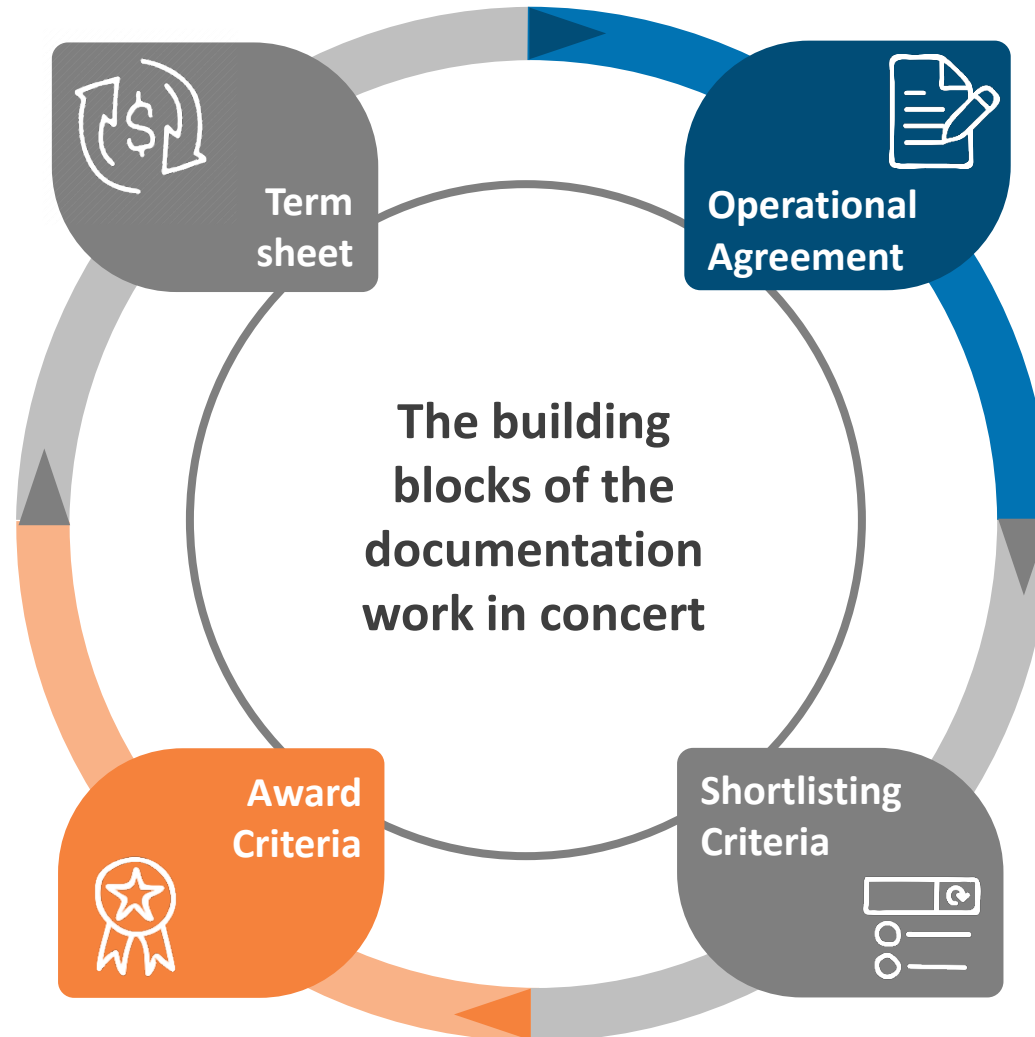 Term
sheet
Operational
Agreement
The building
blocks of the
documentation
work in concert
Award
Criteria
Shortlisting
Criteria